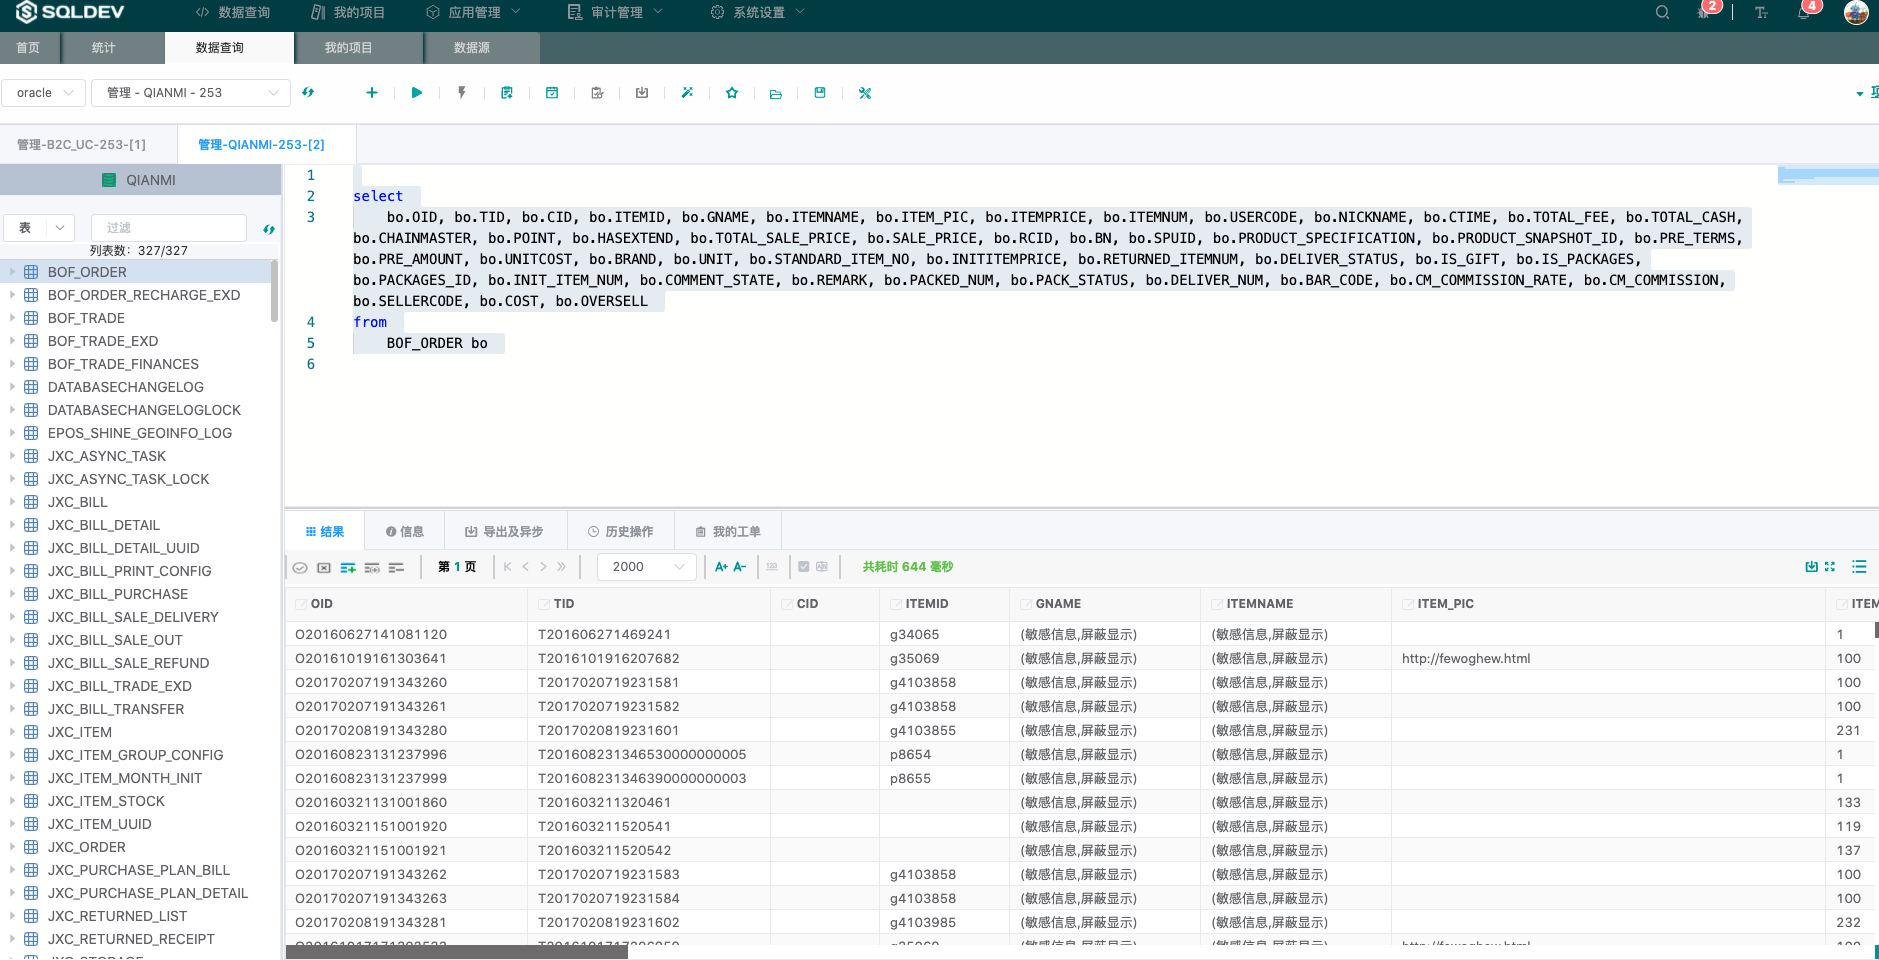 SQLDEV 数据查询 我的项目 应用管理 审计管理 系统设置 2 4
首页 统计 数据查询 我的项目 数据源
oracle 管理 - QIANMI - 253
管理-B2C_UC-253-[1] 管理-QIANMI-253-[2]
QIANMI
表 过滤
列表数：327/327
BOF_ORDER
BOF_ORDER_RECHARGE_EXD
BOF_TRADE
BOF_TRADE_EXD
BOF_TRADE_FINANCES
DATABASECHANGELOG
DATABASECHANGELOGLOCK
EPOS_SHINE_GEOINFO_LOG
JXC_ASYNC_TASK
JXC_ASYNC_TASK_LOCK
JXC_BILL
JXC_BILL_DETAIL
JXC_BILL_DETAIL_UUID
JXC_BILL_PRINT_CONFIG
JXC_BILL_PURCHASE
JXC_BILL_SALE_DELIVERY
JXC_BILL_SALE_OUT
JXC_BILL_SALE_REFUND
JXC_BILL_TRADE_EXD
JXC_BILL_TRANSFER
JXC_ITEM
JXC_ITEM_GROUP_CONFIG
JXC_ITEM_MONTH_INIT
JXC_ITEM_STOCK
JXC_ITEM_UUID
JXC_ORDER
JXC_PURCHASE_PLAN_BILL
JXC_PURCHASE_PLAN_DETAIL
JXC_RETURNED_LIST
JXC_RETURNED_RECEIPT
1
2 select
3 bo.OID, bo.TID, bo.CID, bo.ITEMID, bo.GNAME, bo.ITEMNAME, bo.ITEM_PIC, bo.ITEMPRICE, bo.ITEMNUM, bo.USERCODE, bo.NICKNAME, bo.CTIME, bo.TOTAL_FEE, bo.TOTAL_CASH,
bo.CHAINMASTER, bo.POINT, bo.HASEXTEND, bo.TOTAL_SALE_PRICE, bo.SALE_PRICE, bo.RCID, bo.BN, bo.SPUID, bo.PRODUCT_SPECIFICATION, bo.PRODUCT_SNAPSHOT_ID, bo.PRE_TERMS,
bo.PRE_AMOUNT, bo.UNITCOST, bo.BRAND, bo.UNIT, bo.STANDARD_ITEM_NO, bo.INITITEMPRICE, bo.RETURNED_ITEMNUM, bo.DELIVER_STATUS, bo.IS_GIFT, bo.IS_PACKAGES,
bo.PACKAGES_ID, bo.INIT_ITEM_NUM, bo.COMMENT_STATE, bo.REMARK, bo.PACKED_NUM, bo.PACK_STATUS, bo.DELIVER_NUM, bo.BAR_CODE, bo.CM_COMMISSION_RATE, bo.CM_COMMISSION,
bo.SELLERCODE, bo.COST, bo.OVERSELL
4 from
5 BOF_ORDER bo
6
结果 信息 导出及异步 历史操作 我的工单
第 1 页 2000 A+ A- 共耗时 644 毫秒
OID TID CID ITEMID GNAME ITEMNAME ITEM_PIC ITEM
O20160627141081120 T201606271469241 g34065 (敏感信息,屏蔽显示) (敏感信息,屏蔽显示) 1
O20161019161303641 T2016101916207682 g35069 (敏感信息,屏蔽显示) (敏感信息,屏蔽显示) http://fewoghew.html 100
O20170207191343260 T2017020719231581 g4103858 (敏感信息,屏蔽显示) (敏感信息,屏蔽显示) 100
O20170207191343261 T2017020719231582 g4103858 (敏感信息,屏蔽显示) (敏感信息,屏蔽显示) 100
O20170208191343280 T2017020819231601 g4103855 (敏感信息,屏蔽显示) (敏感信息,屏蔽显示) 231
O20160823131237996 T201608231346530000000005 p8654 (敏感信息,屏蔽显示) (敏感信息,屏蔽显示) 1
O20160823131237999 T201608231346390000000003 p8655 (敏感信息,屏蔽显示) (敏感信息,屏蔽显示) 1
O20160321131001860 T201603211320461 (敏感信息,屏蔽显示) (敏感信息,屏蔽显示) 133
O20160321151001920 T201603211520541 (敏感信息,屏蔽显示) (敏感信息,屏蔽显示) 119
O20160321151001921 T201603211520542 (敏感信息,屏蔽显示) (敏感信息,屏蔽显示) 137
O20170207191343262 T2017020719231583 g4103858 (敏感信息,屏蔽显示) (敏感信息,屏蔽显示) 100
O20170207191343263 T2017020719231584 g4103858 (敏感信息,屏蔽显示) (敏感信息,屏蔽显示) 100
O20170208191343281 T2017020819231602 g4103985 (敏感信息,屏蔽显示) (敏感信息,屏蔽显示) 232